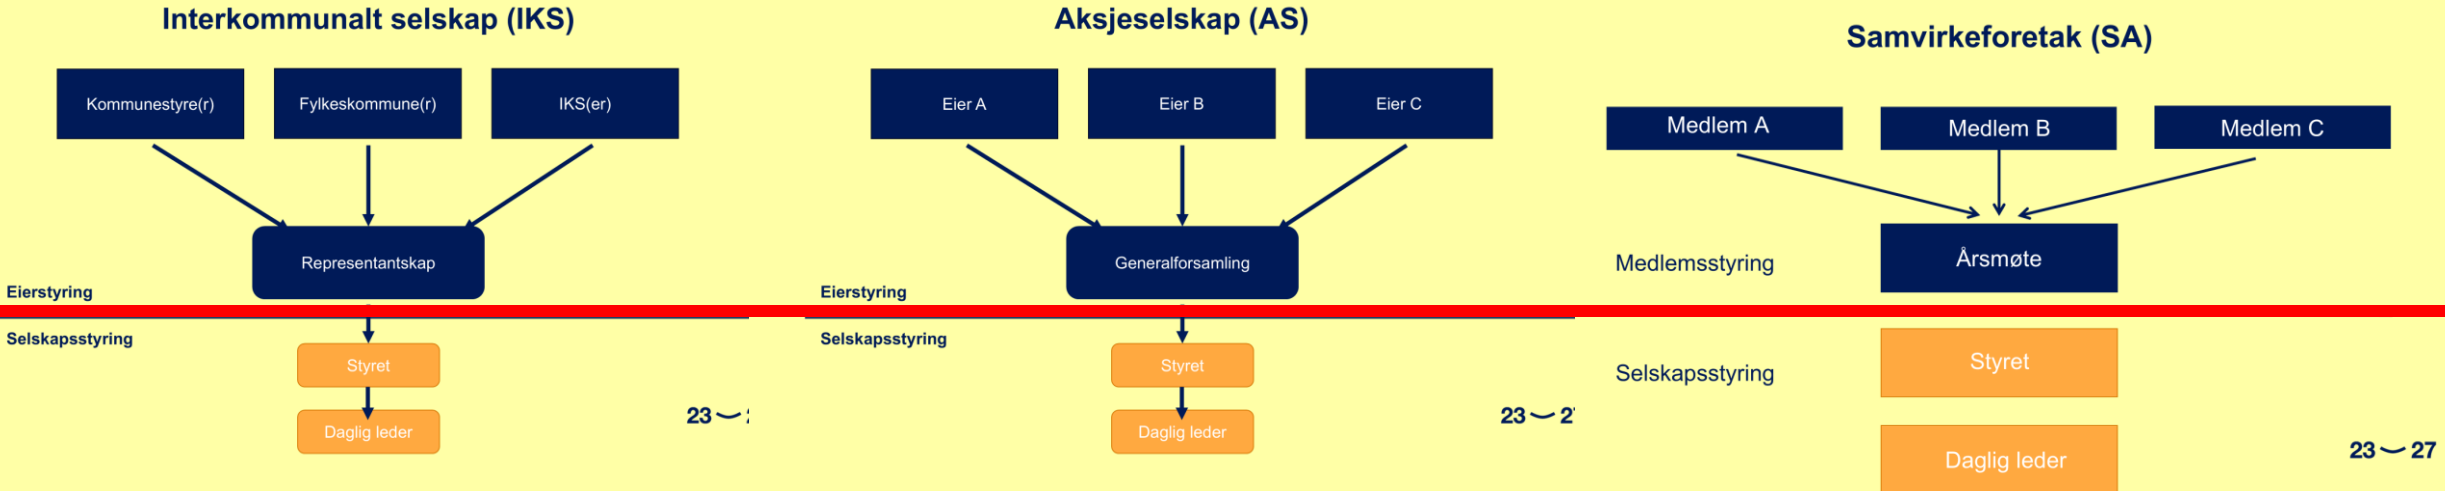 Interkommunalt selskap (IKS)
Kommunestyre(r)
Fylkeskommune(r)
IKS(er)
Representantskap
Eierstyring
Selskapsstyring
Styret
Daglig leder
23
Aksjeselskap (AS)
Eier A
Eier B
Eier C
Generalforsamling
Eierstyring
Selskapsstyring
Styret
Daglig leder
23 2
Samvirkeforetak (SA)
Medlem A
Medlem B
Medlem C
Årsmøte
Medlemsstyring
Styret
Selskapsstyring
Daglig leder
23 27